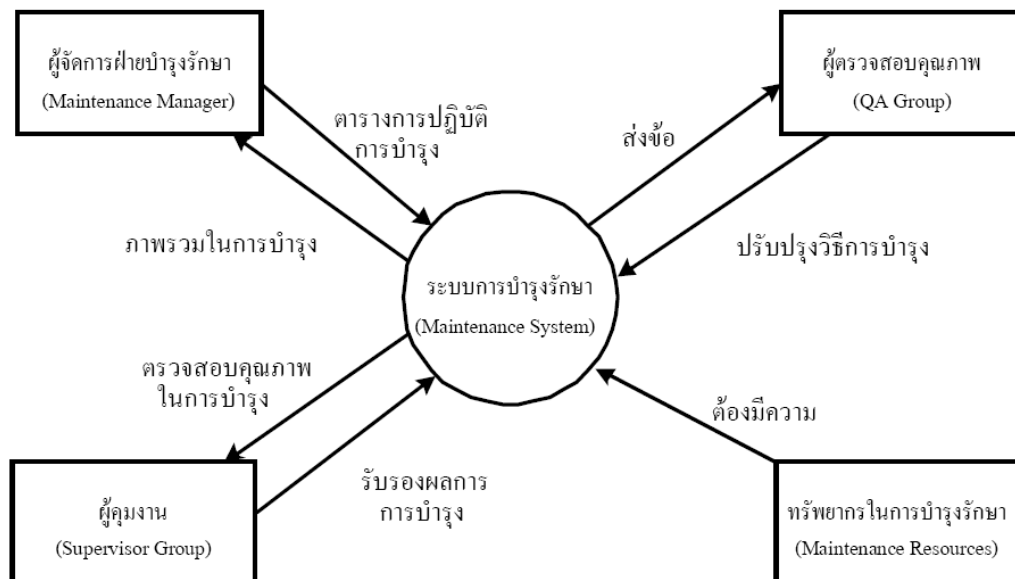 ผู้จัดการฝ่ายบำรุงรักษา
(Maintenance Manager)
ผู้ตรวจสอบคุณภาพ
(QA Group)
ตารางการปฏิบัติ
การบำรุง
ส่งข้อ
ภาพรวมในการบำรุง
ปรับปรุงวิธีการบำรุง
ระบบการบำรุงรักษา
(Maintenance System)
ตรวจสอบคุณภาพ
ในการบำรุง
ต้องมีความ
รับรองผลการ
การบำรุง
ผู้คุมงาน
(Supervisor Group)
ทรัพยากรในการบำรุงรักษา
(Maintenance Resources)